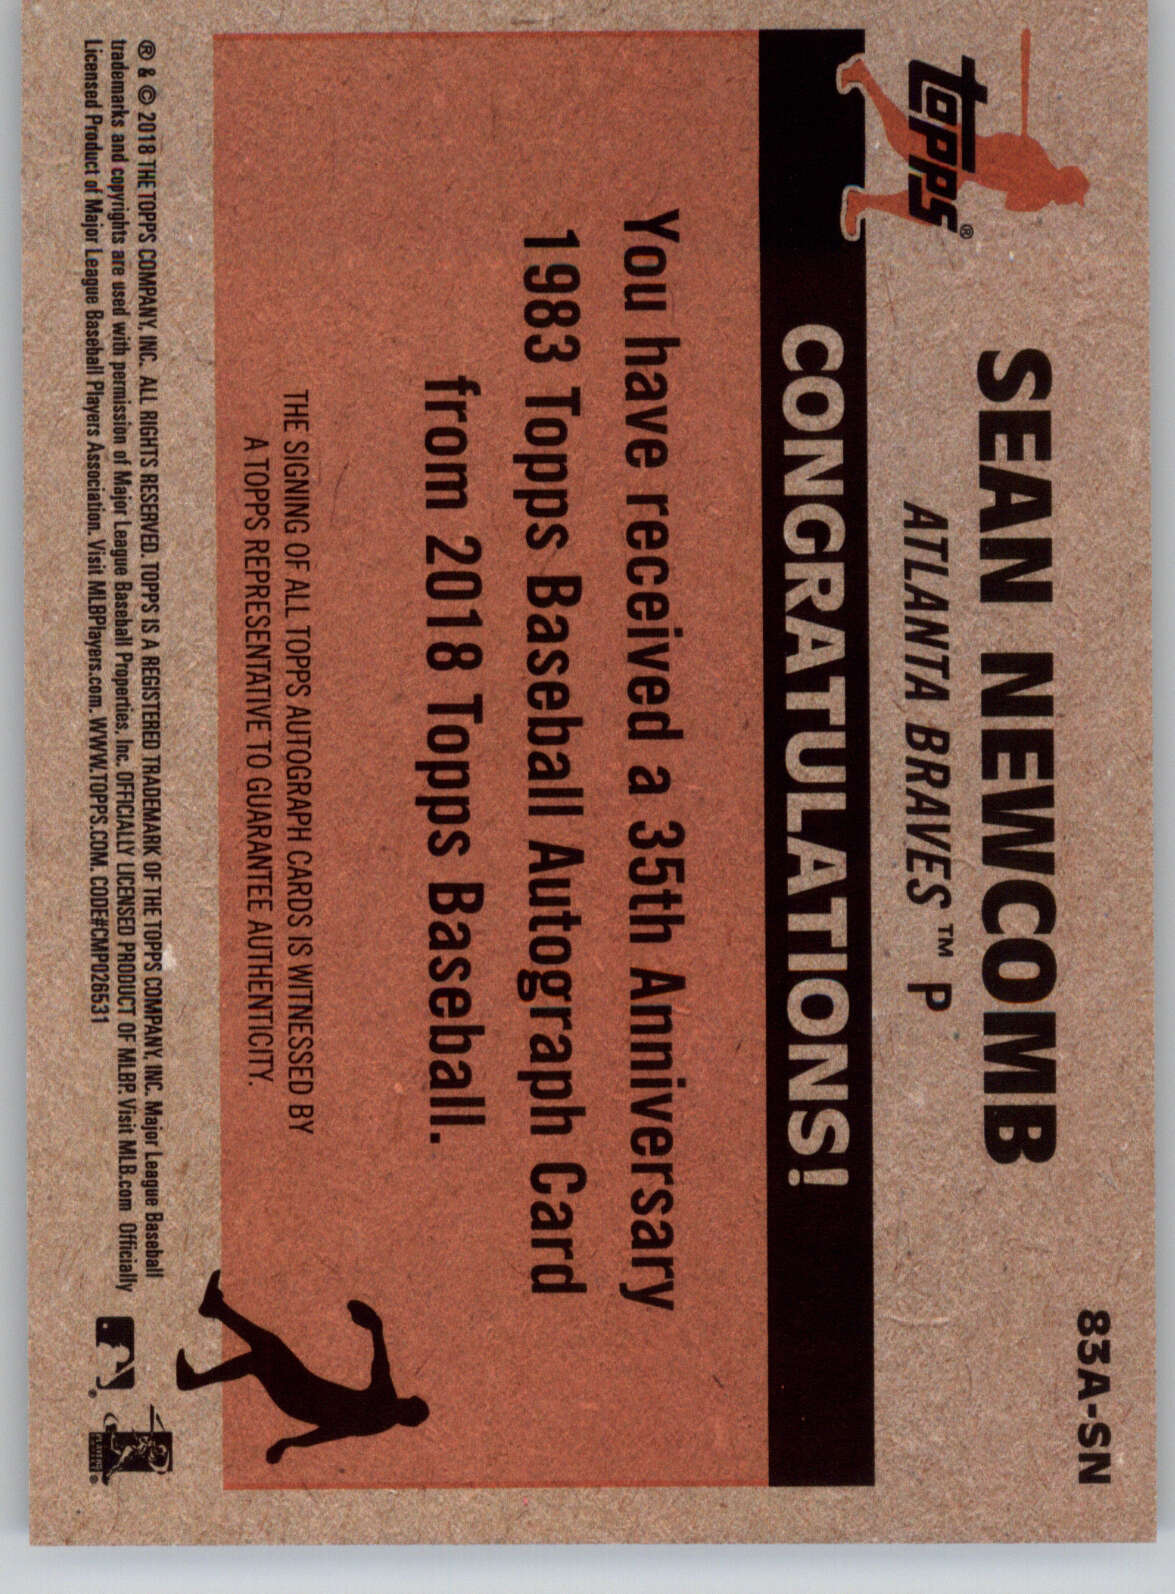 83A-SN
topps®
SEAN NEWCOMB
ATLANTA BRAVES™ P
CONGRATULATIONS!
You have received a 35th Anniversary
1983 Topps Baseball Autograph Card
from 2018 Topps Baseball.
THE SIGNING OF ALL TOPPS AUTOGRAPH CARDS IS WITNESSED BY
A TOPPS REPRESENTATIVE TO GUARANTEE AUTHENTICITY.
® & © 2018 THE TOPPS COMPANY, INC. ALL RIGHTS RESERVED. TOPPS IS A REGISTERED TRADEMARK OF THE TOPPS COMPANY, INC. Major League Baseball
trademarks and copyrights are used with permission of Major League Baseball Properties, Inc. OFFICIALLY LICENSED PRODUCT OF MLBP. Visit MLB.com Officially
Licensed Product of Major League Baseball Players Association. Visit MLBPlayers.com. WWW.TOPPS.COM. CODE#CMP026531